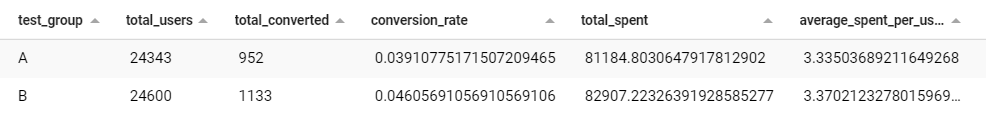 test_group total_users total_converted conversion_rate total_spent average_spent_per_us...
A 24343 952 0.03910775171507209465 81184.8030647917812902 3.33503689211649268
B 24600 1133 0.04605691056910569106 82907.22326391928585277 3.3702123278015969...